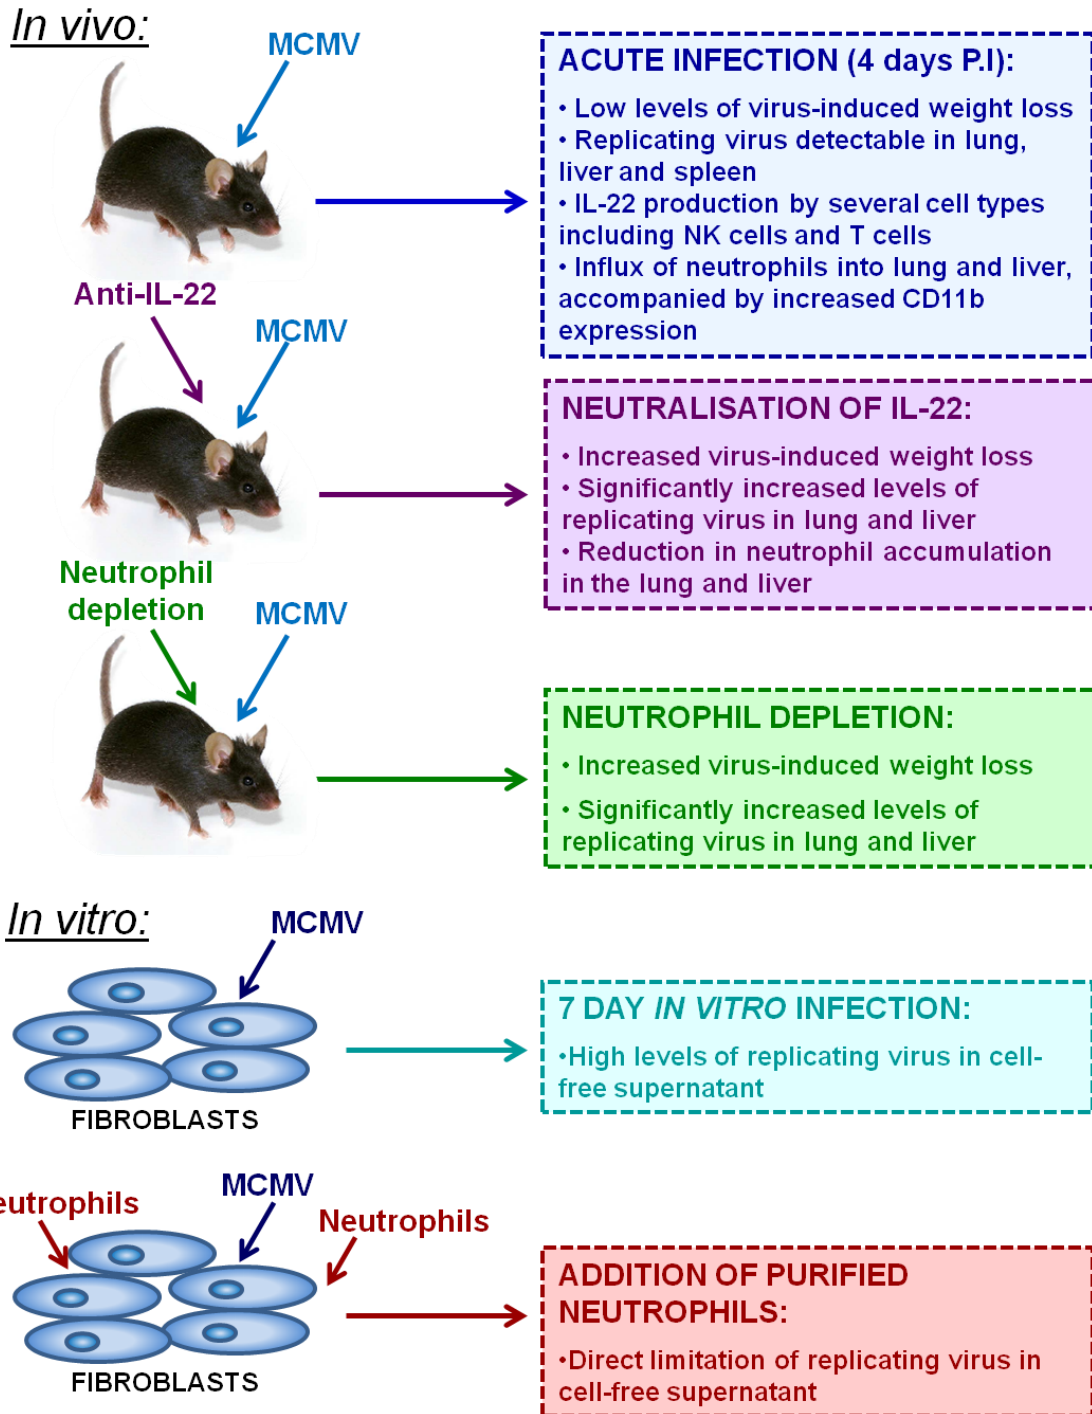 In vivo:
MCMV
ACUTE INFECTION (4 days P.I):
• Low levels of virus-induced weight loss
• Replicating virus detectable in lung,
liver and spleen
• IL-22 production by several cell types
including NK cells and T cells
• Influx of neutrophils into lung and liver,
accompanied by increased CD11b
expression
Anti-IL-22
MCMV
NEUTRALISATION OF IL-22:
• Increased virus-induced weight loss
• Significantly increased levels of
replicating virus in lung and liver
• Reduction in neutrophil accumulation
in the lung and liver
Neutrophil
depletion
MCMV
NEUTROPHIL DEPLETION:
• Increased virus-induced weight loss
• Significantly increased levels of
replicating virus in lung and liver
In vitro:
MCMV
FIBROBLASTS
7 DAY IN VITRO INFECTION:
•High levels of replicating virus in cell-
free supernatant
eutrophils
MCMV
Neutrophils
FIBROBLASTS
ADDITION OF PURIFIED
NEUTROPHILS:
•Direct limitation of replicating virus in
cell-free supernatant